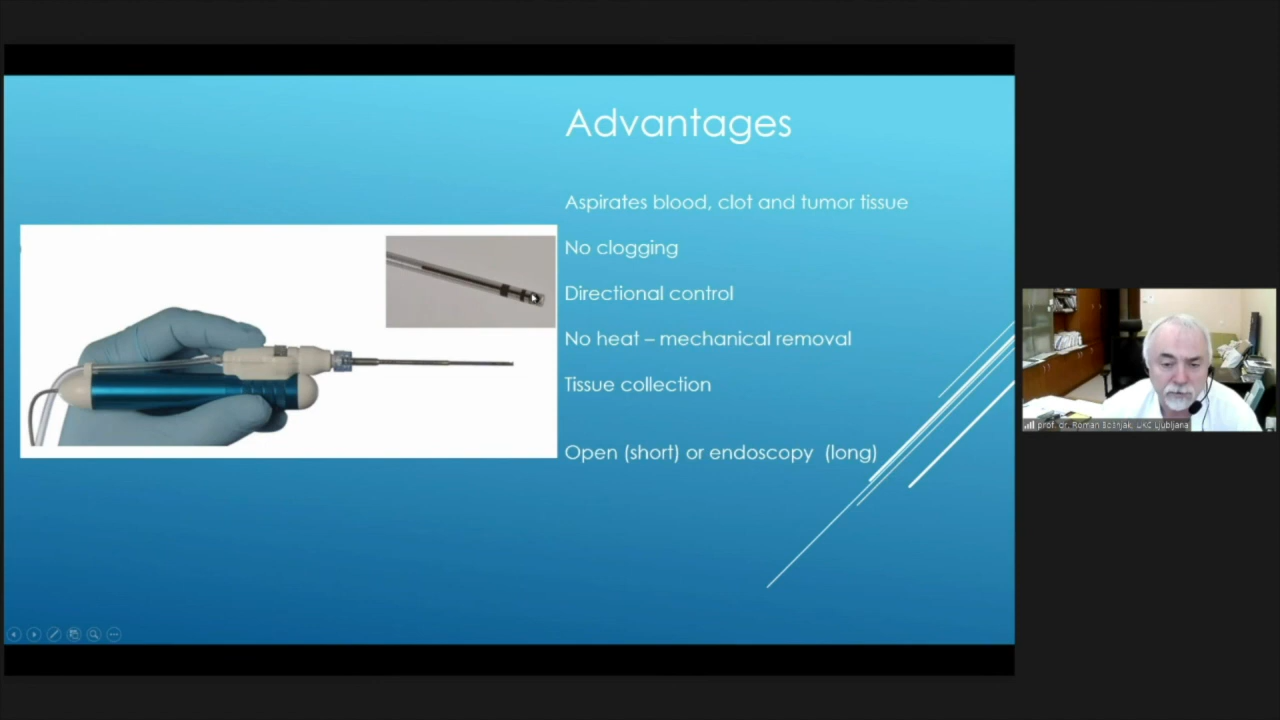 Advantages
Aspirates blood, clot and tumor tissue
No clogging
Directional control
No heat – mechanical removal
Tissue collection
Open (short) or endoscopy (long)
prof. dr. Roman Bošnjak, UKC Ljubljana